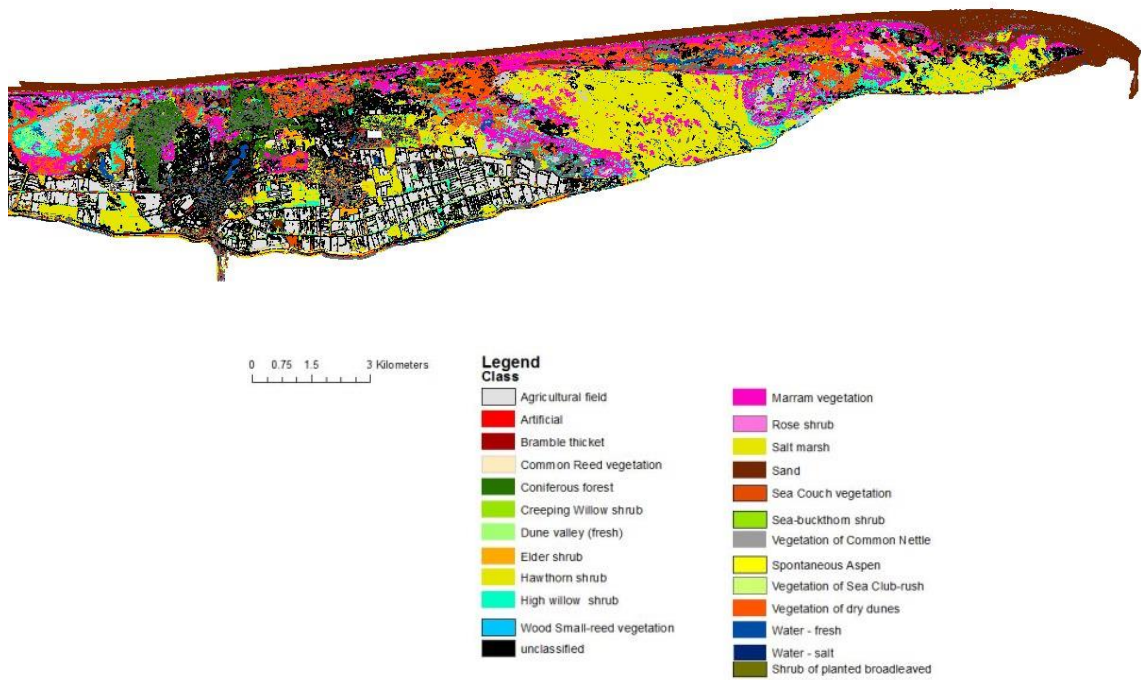 0 0.75 1.5 3 Kilometers
Legend
Class
Agricultural field
Artificial
Bramble thicket
Common Reed vegetation
Coniferous forest
Creeping Willow shrub
Dune valley (fresh)
Elder shrub
Hawthorn shrub
High willow shrub
Wood Small-reed vegetation
unclassified
Marram vegetation
Rose shrub
Salt marsh
Sand
Sea Couch vegetation
Sea-buckthorn shrub
Vegetation of Common Nettle
Spontaneous Aspen
Vegetation of Sea Club-rush
Vegetation of dry dunes
Water - fresh
Water - salt
Shrub of planted broadleaved